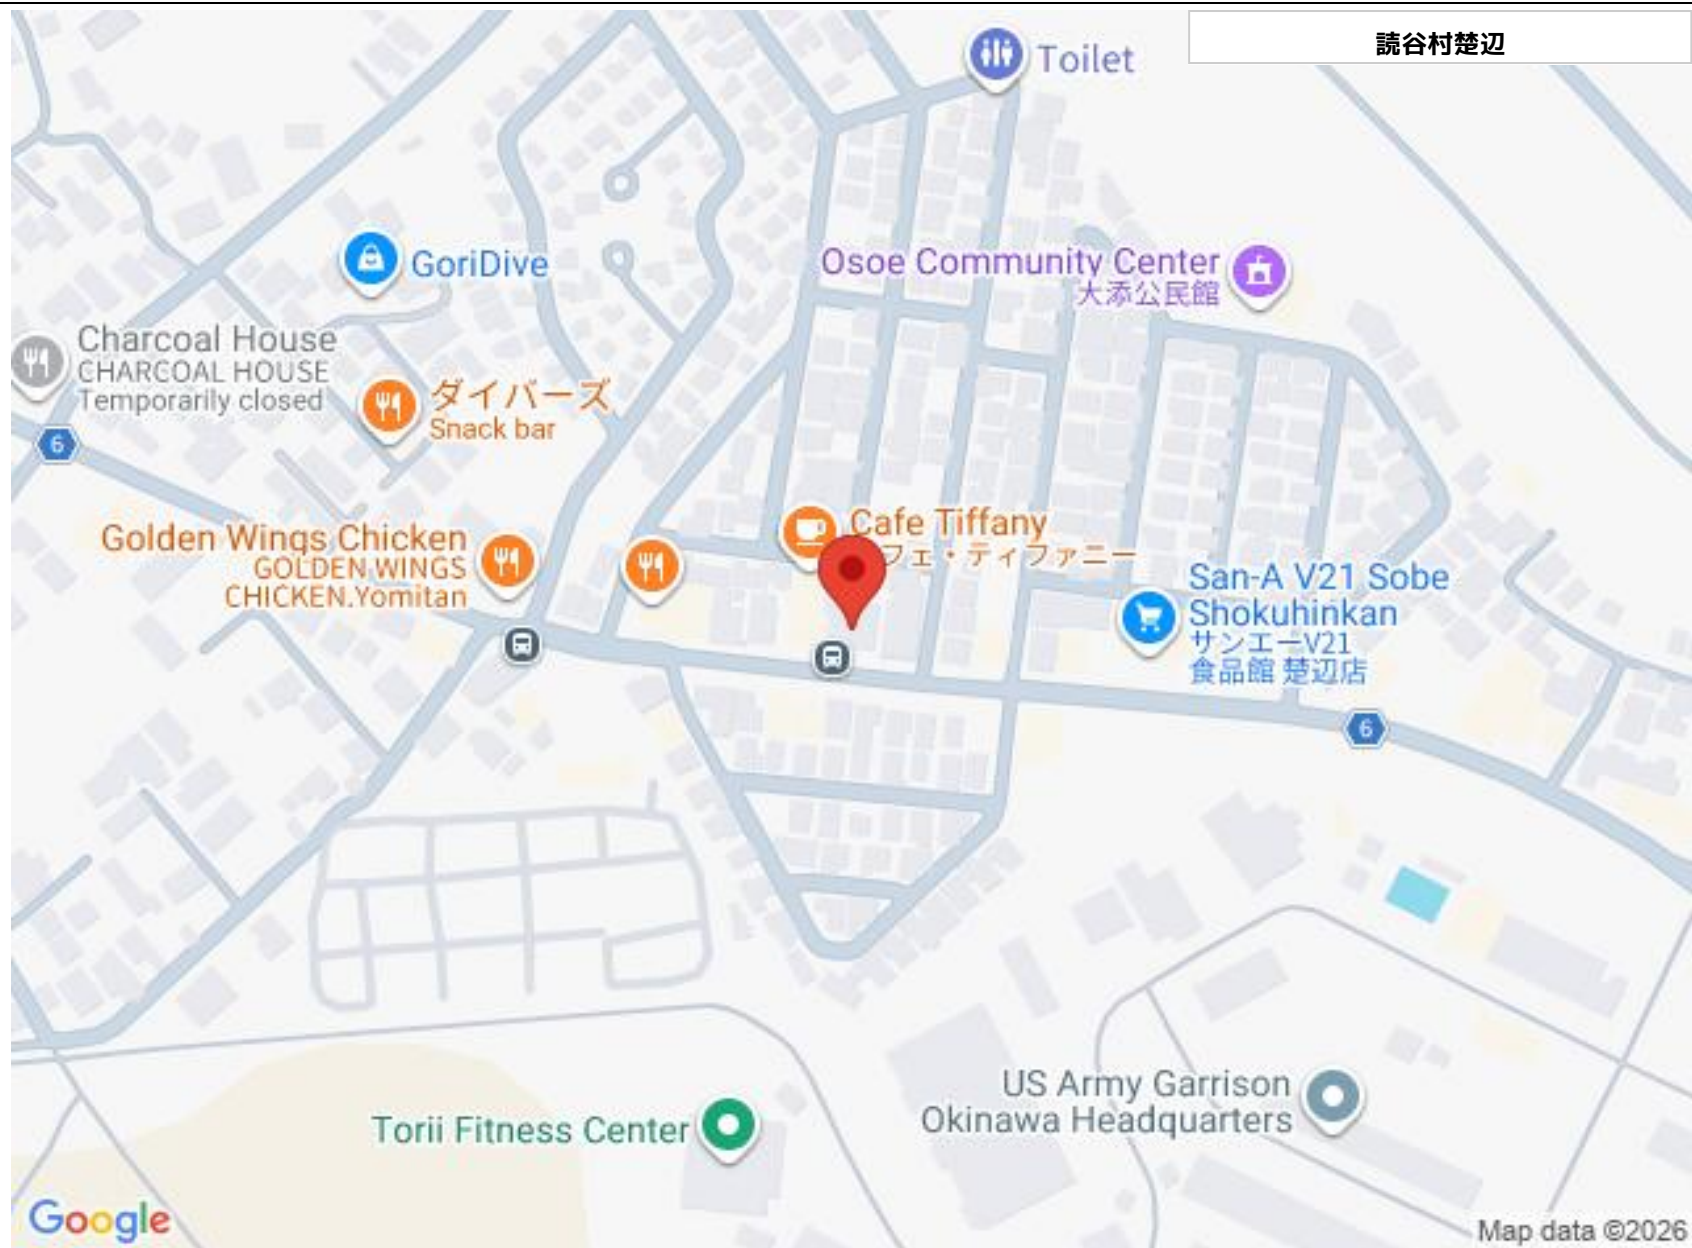 読谷村楚辺
Toilet
GoriDive
Osoe Community Center
大添公民館
Charcoal House
CHARCOAL HOUSE
Temporarily closed
ダイバーズ
Snack bar
6
Golden Wings Chicken
GOLDEN WINGS
CHICKEN.Yomitan
Cafe Tiffany
フェ・ティファニー
San-A V21 Sobe
Shokuhinkan
サンエーV21
食品館 楚辺店
6
US Army Garrison
Okinawa Headquarters
Torii Fitness Center
Google
Map data ©2026